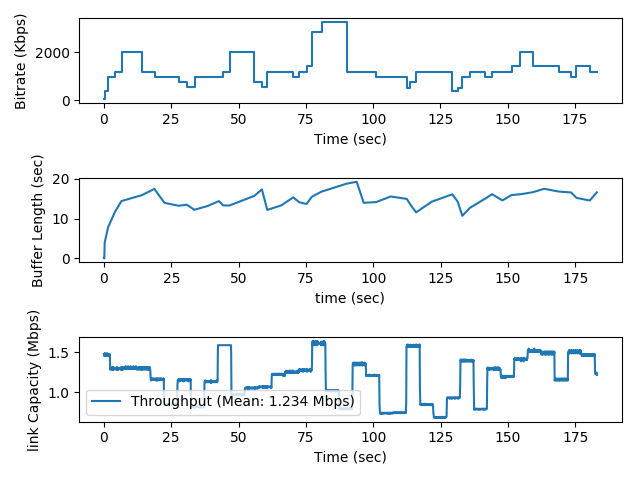 Bitrate (Kbps)
2000
0
0 25 50 75 100 125 150 175
Time (sec)
Buffer Length (sec)
20
10
0
0 25 50 75 100 125 150 175
time (sec)
link Capacity (Mbps)
1.5
1.0
Throughput (Mean: 1.234 Mbps)
0 25 50 75 100 125 150 175
Time (sec)